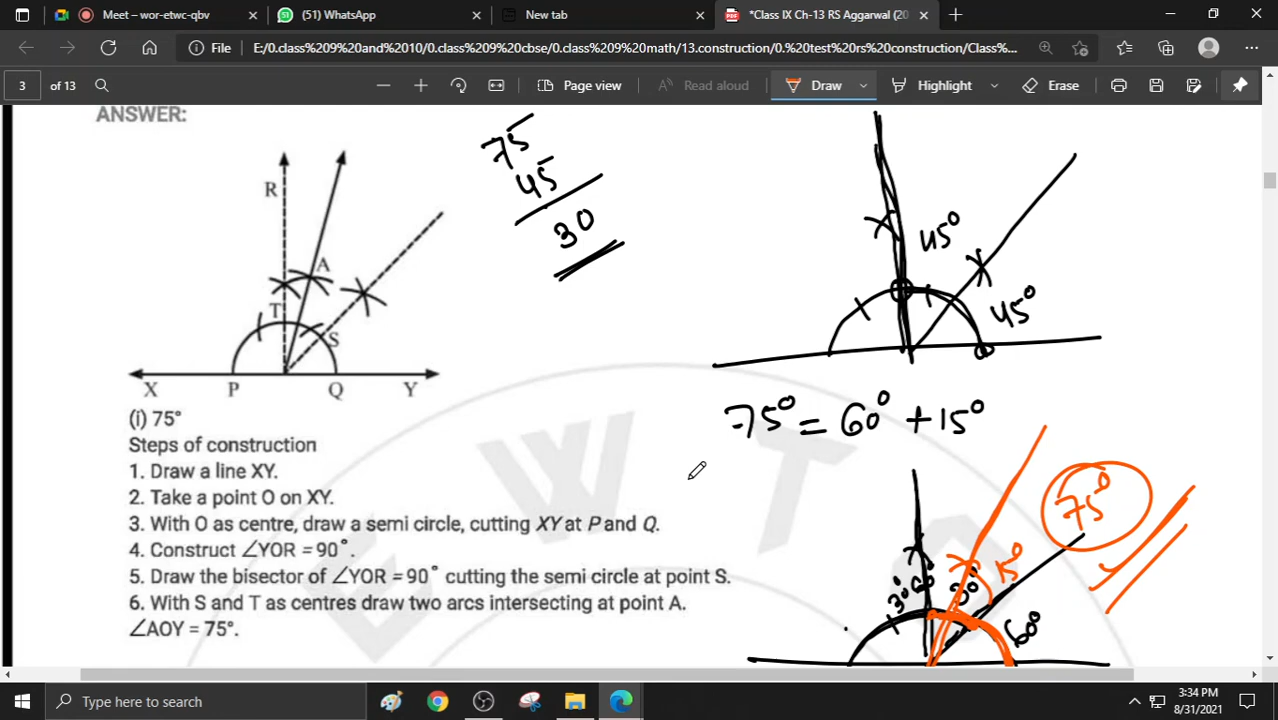 Meet – wor-etwc-qbv
(51) WhatsApp
New tab
*Class IX Ch-13 RS Aggarwal (20
File
E:/0.class%209%20and%2010/0.class%209%20cbse/0.class%209%20math/13.construction/0.%20test%20rs%20construction/Class%...
3 of 13
Page view
Read aloud
Draw
Highlight
Erase
ANSWER:
R
A
T
S
X
P
Q
Y
75
45
30
45°
45°
75° = 60° + 15°
(i) 75°
Steps of construction
1. Draw a line XY.
2. Take a point O on XY.
3. With O as centre, draw a semi circle, cutting XY at P and Q.
4. Construct ∠YOR = 90°.
5. Draw the bisector of ∠YOR = 90° cutting the semi circle at point S.
6. With S and T as centres draw two arcs intersecting at point A.
∠AOY = 75°.
75°
15°
30°
30°
60°
E W T
Type here to search
3:34 PM
8/31/2021